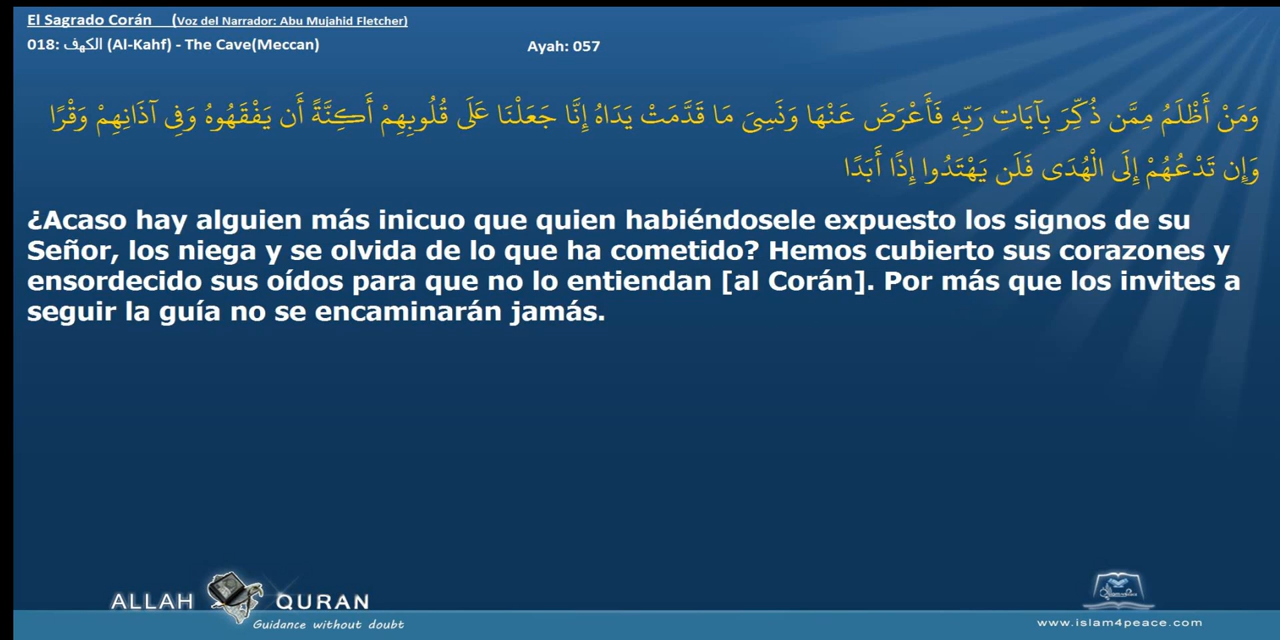 El Sagrado Corán (Voz del Narrador: Abu Mujahid Fletcher)
018: الكهف (Al-Kahf) - The Cave(Meccan) Ayah: 057
وَمَنْ أَظْلَمُ مِمَّن ذُكِّرَ بِآيَاتِ رَبِّهِ فَأَعْرَضَ عَنْهَا وَنَسِيَ مَا قَدَّمَتْ يَدَاهُ إِنَّا جَعَلْنَا عَلَى قُلُوبِهِمْ أَكِنَّةً أَن يَفْقَهُوهُ وَفِي آذَانِهِمْ وَقْرًا
وَإِن تَدْعُهُمْ إِلَى الْهُدَى فَلَن يَهْتَدُوا إِذًا أَبَدًا
¿Acaso hay alguien más inicuo que quien habiéndosele expuesto los signos de su
Señor, los niega y se olvida de lo que ha cometido? Hemos cubierto sus corazones y
ensordecido sus oídos para que no lo entiendan [al Corán]. Por más que los invites a
seguir la guía no se encaminarán jamás.
ALLAH QURAN
Guidance without doubt
www.islam4peace.com